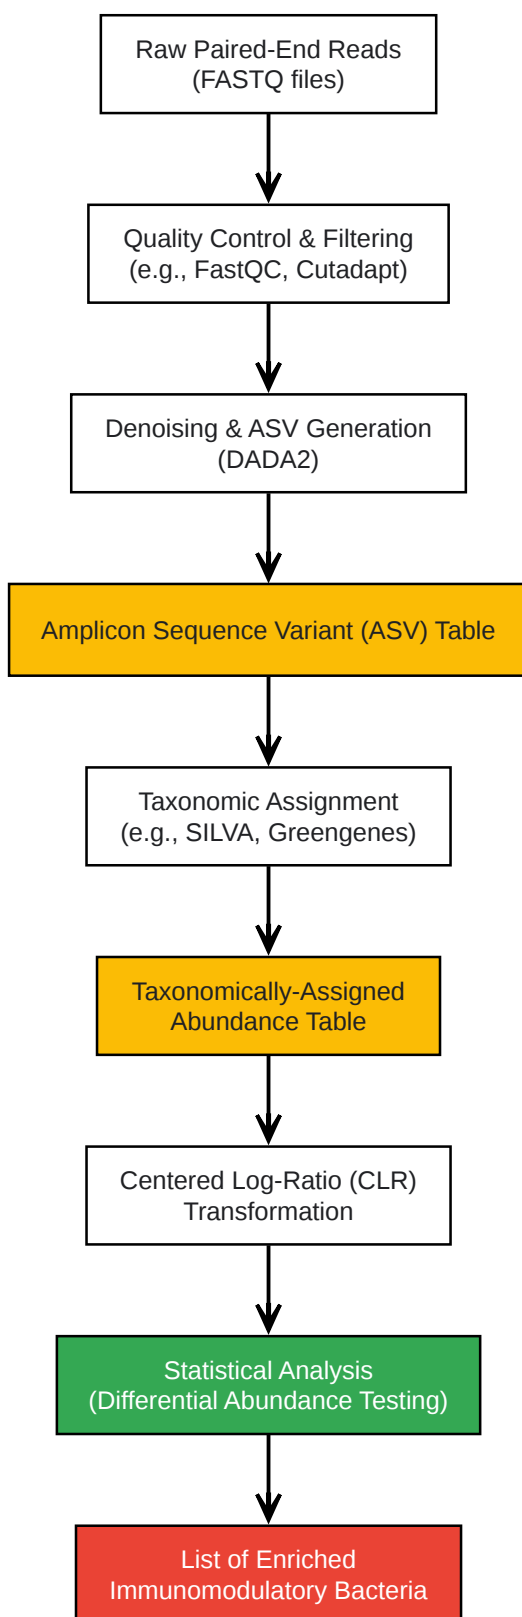 Raw Paired-End Reads
(FASTQ files)
Quality Control & Filtering
(e.g., FastQC, Cutadapt)
Denoising & ASV Generation
(DADA2)
Amplicon Sequence Variant (ASV) Table
Taxonomic Assignment
(e.g., SILVA, Greengenes)
Taxonomically-Assigned
Abundance Table
Centered Log-Ratio (CLR)
Transformation
Statistical Analysis
(Differential Abundance Testing)
List of Enriched
Immunomodulatory Bacteria